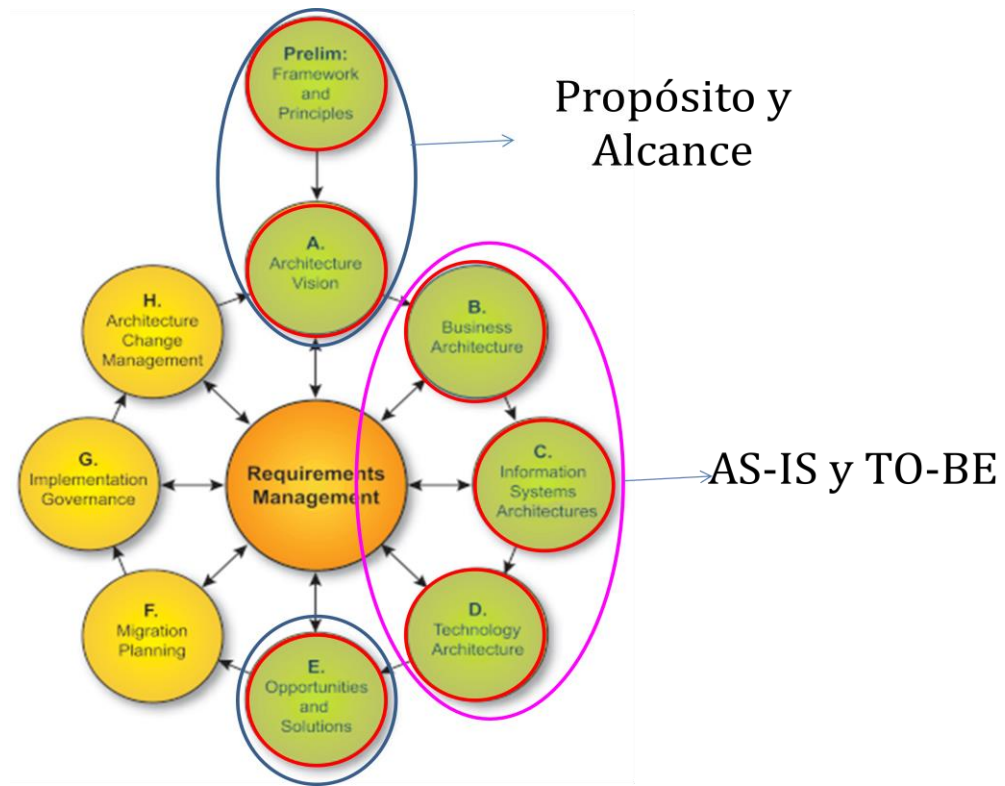 Prelim:
Framework
and
Principles
Propósito y
Alcance
A.
Architecture
Vision
H.
Architecture
Change
Management
B.
Business
Architecture
G.
Implementation
Governance
Requirements
Management
C.
Information
Systems
Architectures
AS-IS y TO-BE
F.
Migration
Planning
D.
Technology
Architecture
E.
Opportunities
and
Solutions